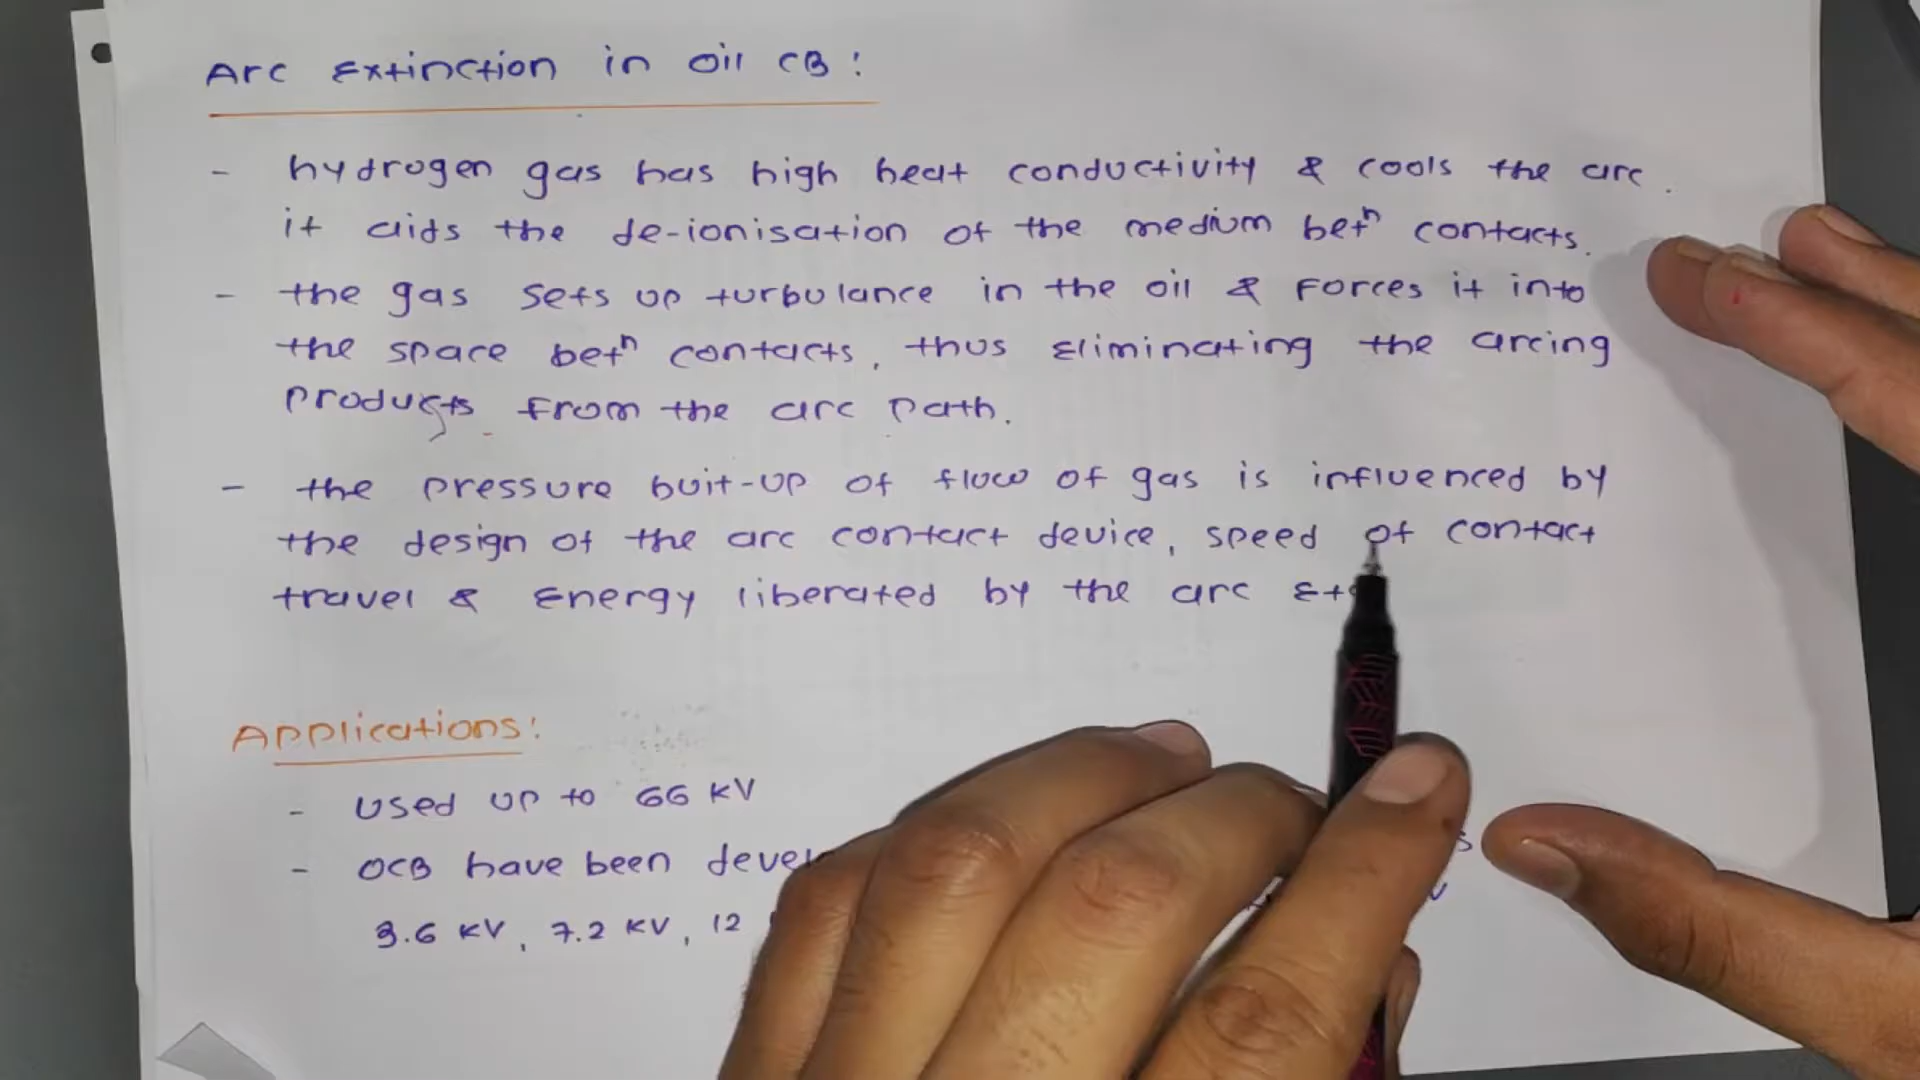 Arc Extinction in oil CB :
- hydrogen gas has high heat conductivity & cools the arc .
it aids the de-ionisation of the medium betⁿ contacts.
- the gas sets up turbulance in the oil & forces it into
the space betⁿ contacts, thus eliminating the arcing
products from the arc path.
- the pressure buit-up of flow of gas is influenced by
the design of the arc contact device, speed of contact
travel & energy liberated by the arc
Applications:
- Used up to 66 KV
- OCB have been
3.6 KV, 7.2 KV, 12